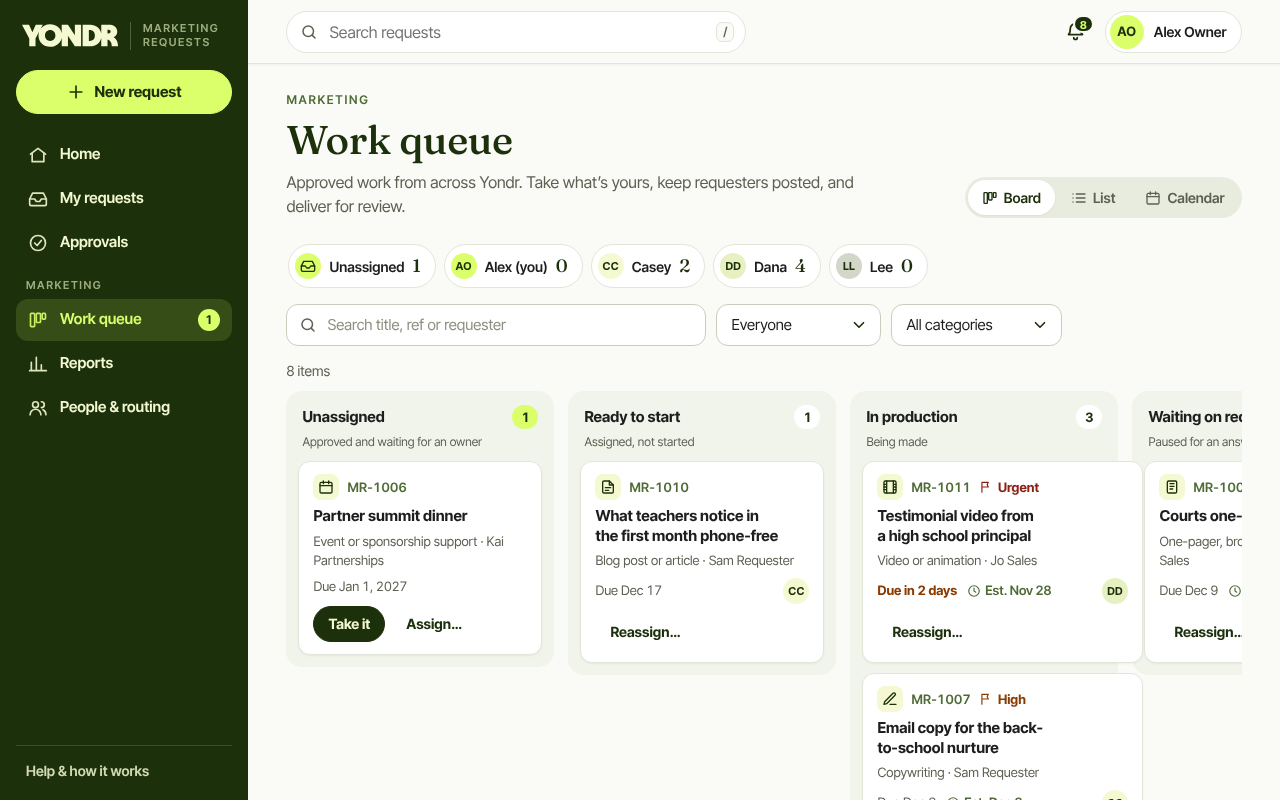 YONDR
MARKETING
REQUESTS
New request
Home
My requests
Approvals
MARKETING
Work queue 1
Reports
People & routing
Help & how it works
Search requests /
8
AO Alex Owner
MARKETING
Work queue
Approved work from across Yondr. Take what’s yours, keep requesters posted, and
deliver for review.
Board List Calendar
Unassigned 1
AO Alex (you) 0
CC Casey 2
DD Dana 4
LL Lee 0
Search title, ref or requester
Everyone
All categories
8 items
Unassigned 1
Approved and waiting for an owner
MR-1006
Partner summit dinner
Event or sponsorship support · Kai
Partnerships
Due Jan 1, 2027
Take it Assign...
Ready to start 1
Assigned, not started
MR-1010
What teachers notice in
the first month phone-free
Blog post or article · Sam Requester
Due Dec 17 CC
Reassign...
In production 3
Being made
MR-1011 Urgent
Testimonial video from
a high school principal
Video or animation · Jo Sales
Due in 2 days Est. Nov 28 DD
Reassign...
MR-1007 High
Email copy for the back-
to-school nurture
Copywriting · Sam Requester
Waiting on
Paused for an
MR-100
Courts one-
One-pager,
Sales
Due Dec 9
Reassign...